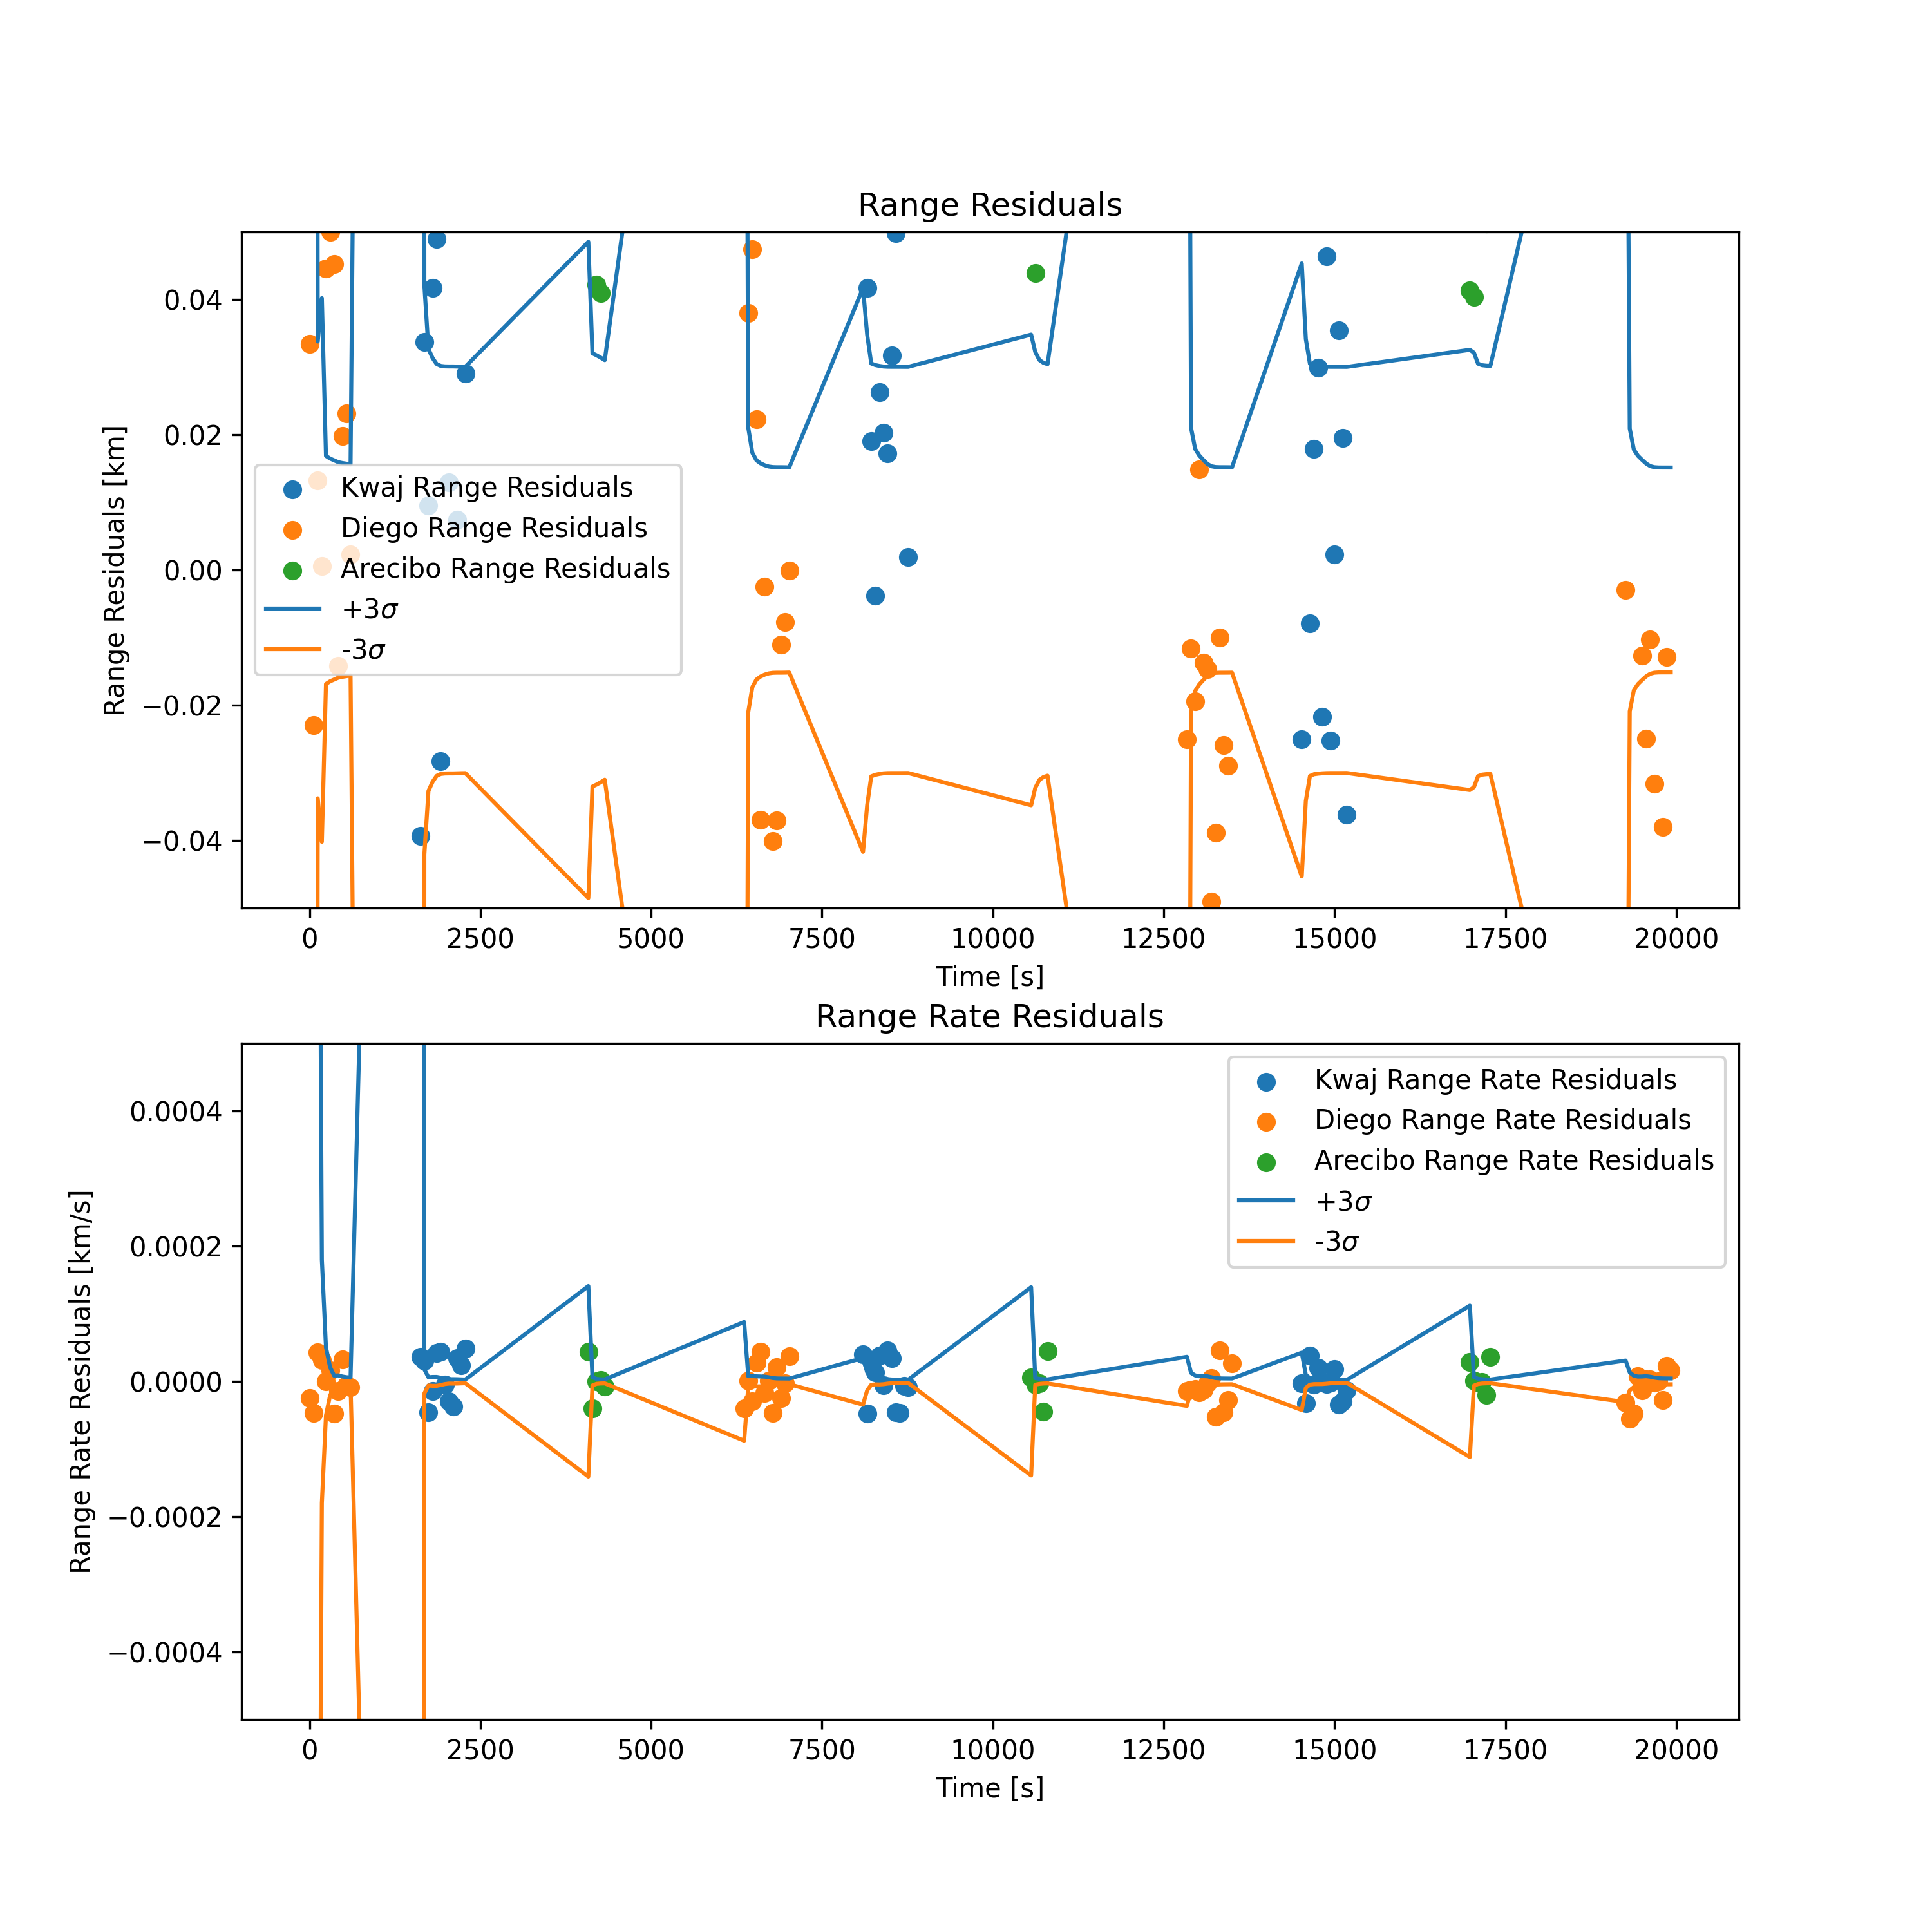 Range Residuals
Range Residuals [km]
0.04
0.02
0.00
−0.02
−0.04
Kwaj Range Residuals
Diego Range Residuals
Arecibo Range Residuals
+3σ
-3σ
0 2500 5000 7500 10000 12500 15000 17500 20000
Time [s]
Range Rate Residuals
Range Rate Residuals [km/s]
0.0004
0.0002
0.0000
−0.0002
−0.0004
Kwaj Range Rate Residuals
Diego Range Rate Residuals
Arecibo Range Rate Residuals
+3σ
-3σ
0 2500 5000 7500 10000 12500 15000 17500 20000
Time [s]